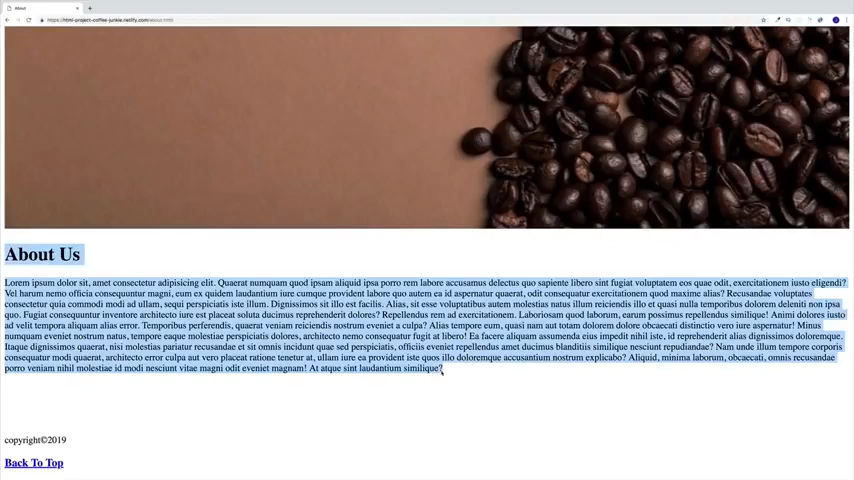 About
https://html-project-coffee-junkie.netlify.com/about.html
About Us
Lorem ipsum dolor sit, amet consectetur adipisicing elit. Quaerat numquam quod ipsam aliquid ipsa porro rem labore accusamus delectus quo sapiente libero sint fugiat voluptatem eos quae odit, exercitationem iusto eligendi?
Vel harum nemo officia consequuntur magni, eum ex quidem laudantium iure cumque provident labore quo autem ea id aspernatur quaerat, odit consequatur exercitationem quod maxime alias? Recusandae voluptates
consectetur quia commodi modi ad ullam, sequi perspiciatis iste illum. Dignissimos sit illo est facilis. Alias, sit esse voluptatibus autem molestias natus illum reiciendis illo et quasi nulla temporibus dolorem deleniti non ipsa,
quo. Fugiat consequuntur inventore architecto iure est placeat soluta ducimus reprehenderit dolores? Repellendus rem ad exercitationem. Laboriosam quod laborum, earum possimus repellendus similique! Animi dolores iusto
ad velit tempora aliquam alias error. Temporibus perferendis, quaerat veniam reiciendis nostrum eveniet a culpa? Alias tempore eum, quasi nam aut totam dolorem dolore obcaecati distinctio vero iure aspernatur! Minus
numquam eveniet nostrum natus, tempore eaque molestiae perspiciatis dolores, architecto nemo consequatur fugit at libero! Ea facere aliquam assumenda eius impedit nihil iste, id reprehenderit alias dignissimos doloremque.
Itaque dignissimos quaerat, nisi molestias pariatur recusandae et sit omnis incidunt quae sed perspiciatis, officiis eveniet repellendus amet ducimus blanditiis similique nesciunt repudiandae? Nam unde illum tempore corporis
consequatur modi quaerat, architecto error culpa aut vero placeat ratione tenetur at, ullam iure ea provident iste quos illo doloremque accusantium nostrum explicabo? Aliquid, minima laborum, obcaecati, omnis recusandae
porro veniam nihil molestiae id modi nesciunt vitae magni odit eveniet magnam! At atque sint laudantium similique?
copyright©2019
Back To Top